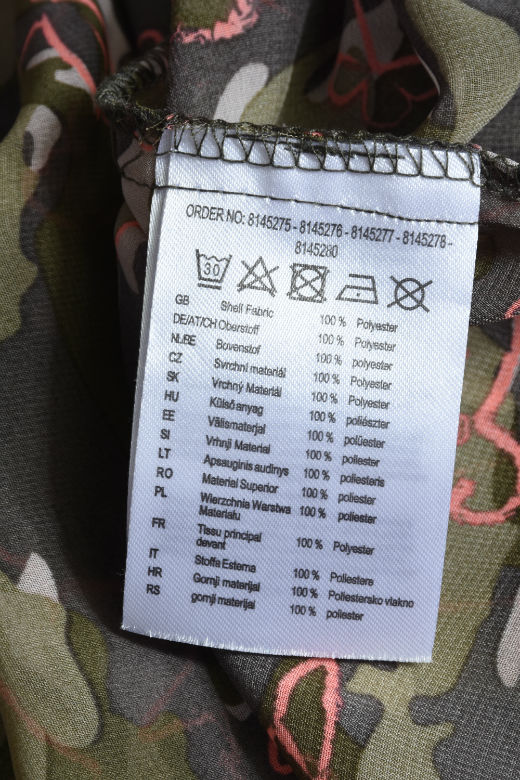 ORDER NO: 8145275 - 8145276 - 8145277 - 8145278 -
8145280
30
GB Shell Fabric 100 % Polyester
DE/AT/CH Oberstoff 100 % Polyester
NL/BE Bovenstof 100 % polyester
CZ Svrchní materiál 100 % Polyester
SK Vrchný Materiál 100 % Polyester
HU Külső anyag 100 % poliészter
EE Välismaterjal 100 % polüester
SI Vrhnji Material 100 % poliester
LT Apsauginis audinys 100 % poliesteris
RO Material Superior 100 % poliester
PL Wierzchnia Warstwa
Materiału 100 % poliester
FR Tissu principal
devant 100 % Polyester
IT Stoffa Esterna 100 % Poliestere
HR Gornji materijal 100 % Poliestersko vlakno
RS gornji materijal 100 % poliester